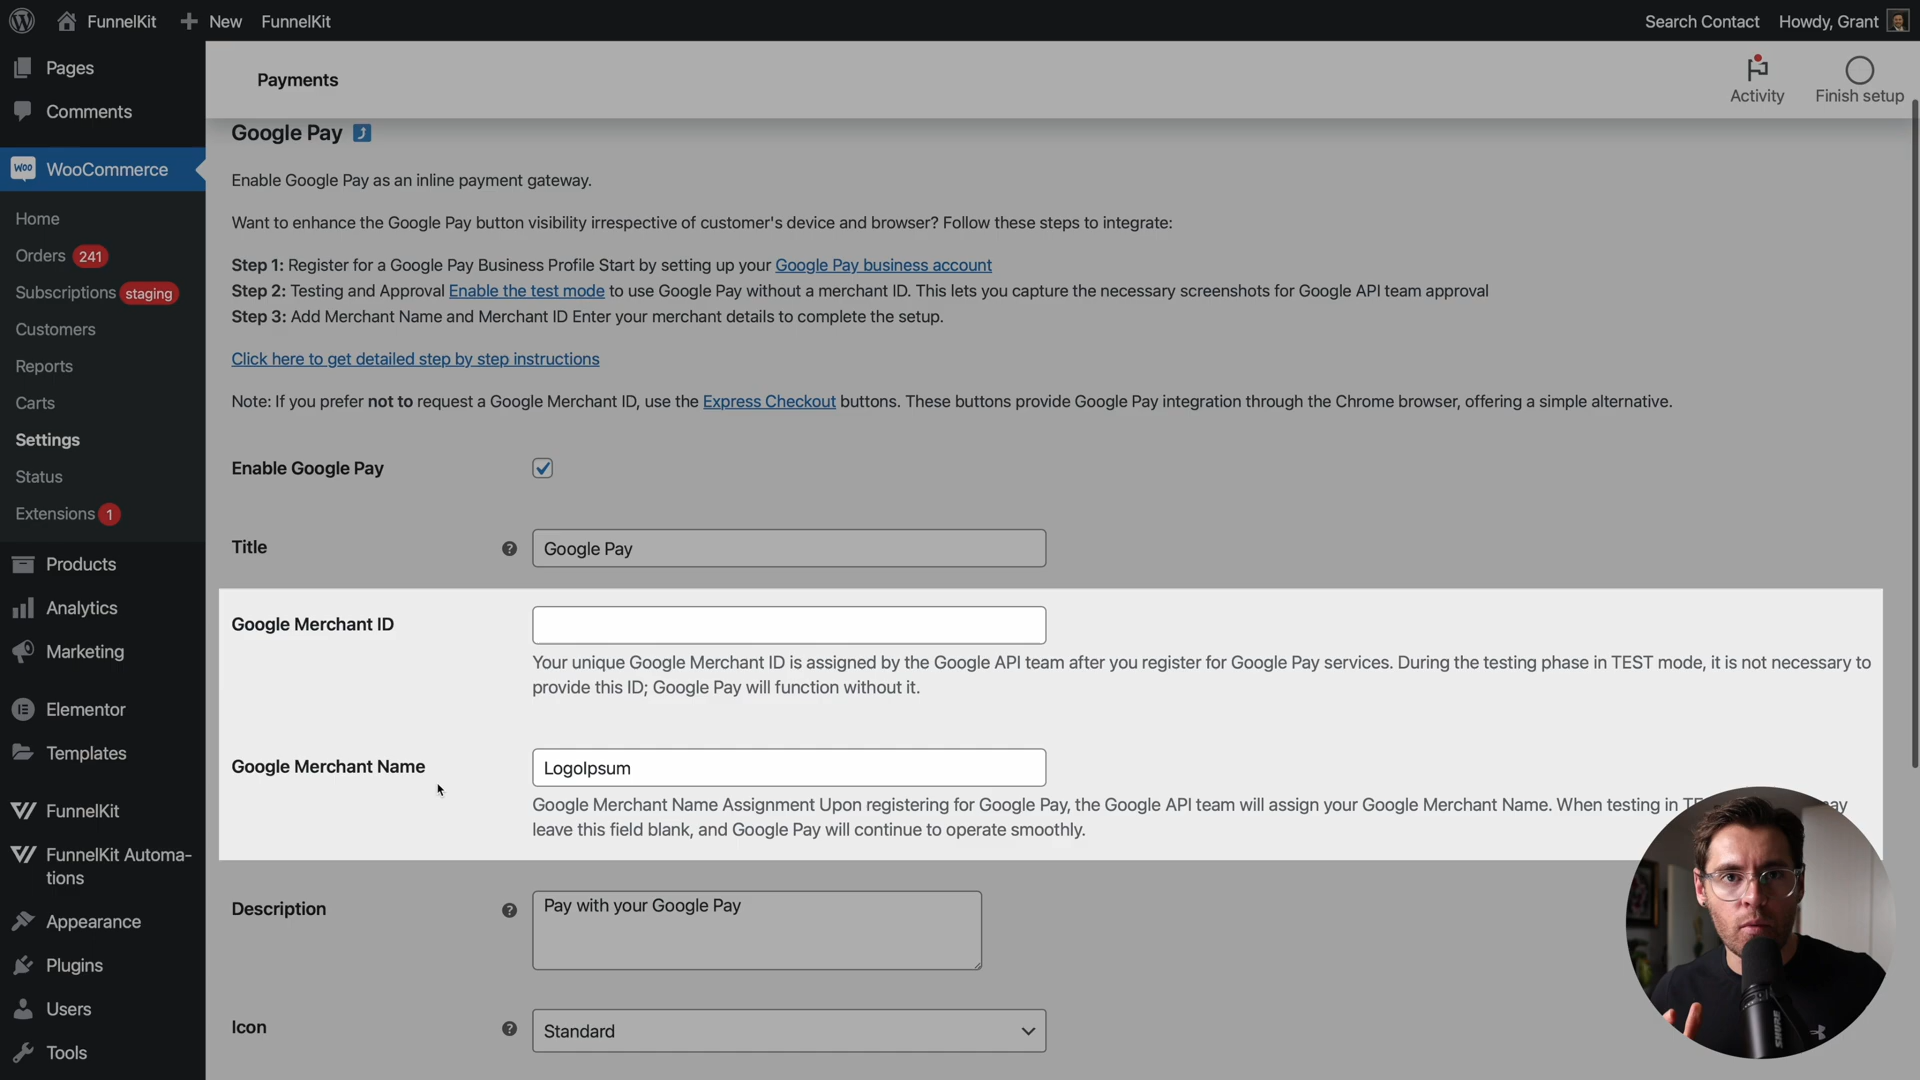 FunnelKit
New
FunnelKit
Search Contact
Howdy, Grant
Pages
Comments
WOO
WooCommerce
Home
Orders 241
Subscriptions staging
Customers
Reports
Carts
Settings
Status
Extensions 1
Products
Analytics
Marketing
Elementor
Templates
FunnelKit
FunnelKit Automa-
tions
Appearance
Plugins
Users
Tools
Payments
Activity
Finish setup
Google Pay
Enable Google Pay as an inline payment gateway.
Want to enhance the Google Pay button visibility irrespective of customer's device and browser? Follow these steps to integrate:
Step 1: Register for a Google Pay Business Profile Start by setting up your Google Pay business account
Step 2: Testing and Approval Enable the test mode to use Google Pay without a merchant ID. This lets you capture the necessary screenshots for Google API team approval
Step 3: Add Merchant Name and Merchant ID Enter your merchant details to complete the setup.
Click here to get detailed step by step instructions
Note: If you prefer not to request a Google Merchant ID, use the Express Checkout buttons. These buttons provide Google Pay integration through the Chrome browser, offering a simple alternative.
Enable Google Pay
Title
? Google Pay
Google Merchant ID
Your unique Google Merchant ID is assigned by the Google API team after you register for Google Pay services. During the testing phase in TEST mode, it is not necessary to
provide this ID; Google Pay will function without it.
Google Merchant Name
LogoIpsum
Google Merchant Name Assignment Upon registering for Google Pay, the Google API team will assign your Google Merchant Name. When testing in
leave this field blank, and Google Pay will continue to operate smoothly.
Description
? Pay with your Google Pay
Icon
? Standard
SHURE